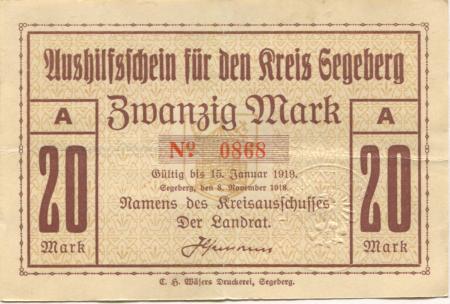 Aushilfsschein für den Kreis Segeberg
Zwanzig Mark
A
A
No 0868
20
20
Gültig bis 15. Januar 1919.
Segeberg, den 8. November 1918.
Namens des Kreisausschusses
Der Landrat.
Mark
Mark
C. H. Wäsers Druckerei, Segeberg.